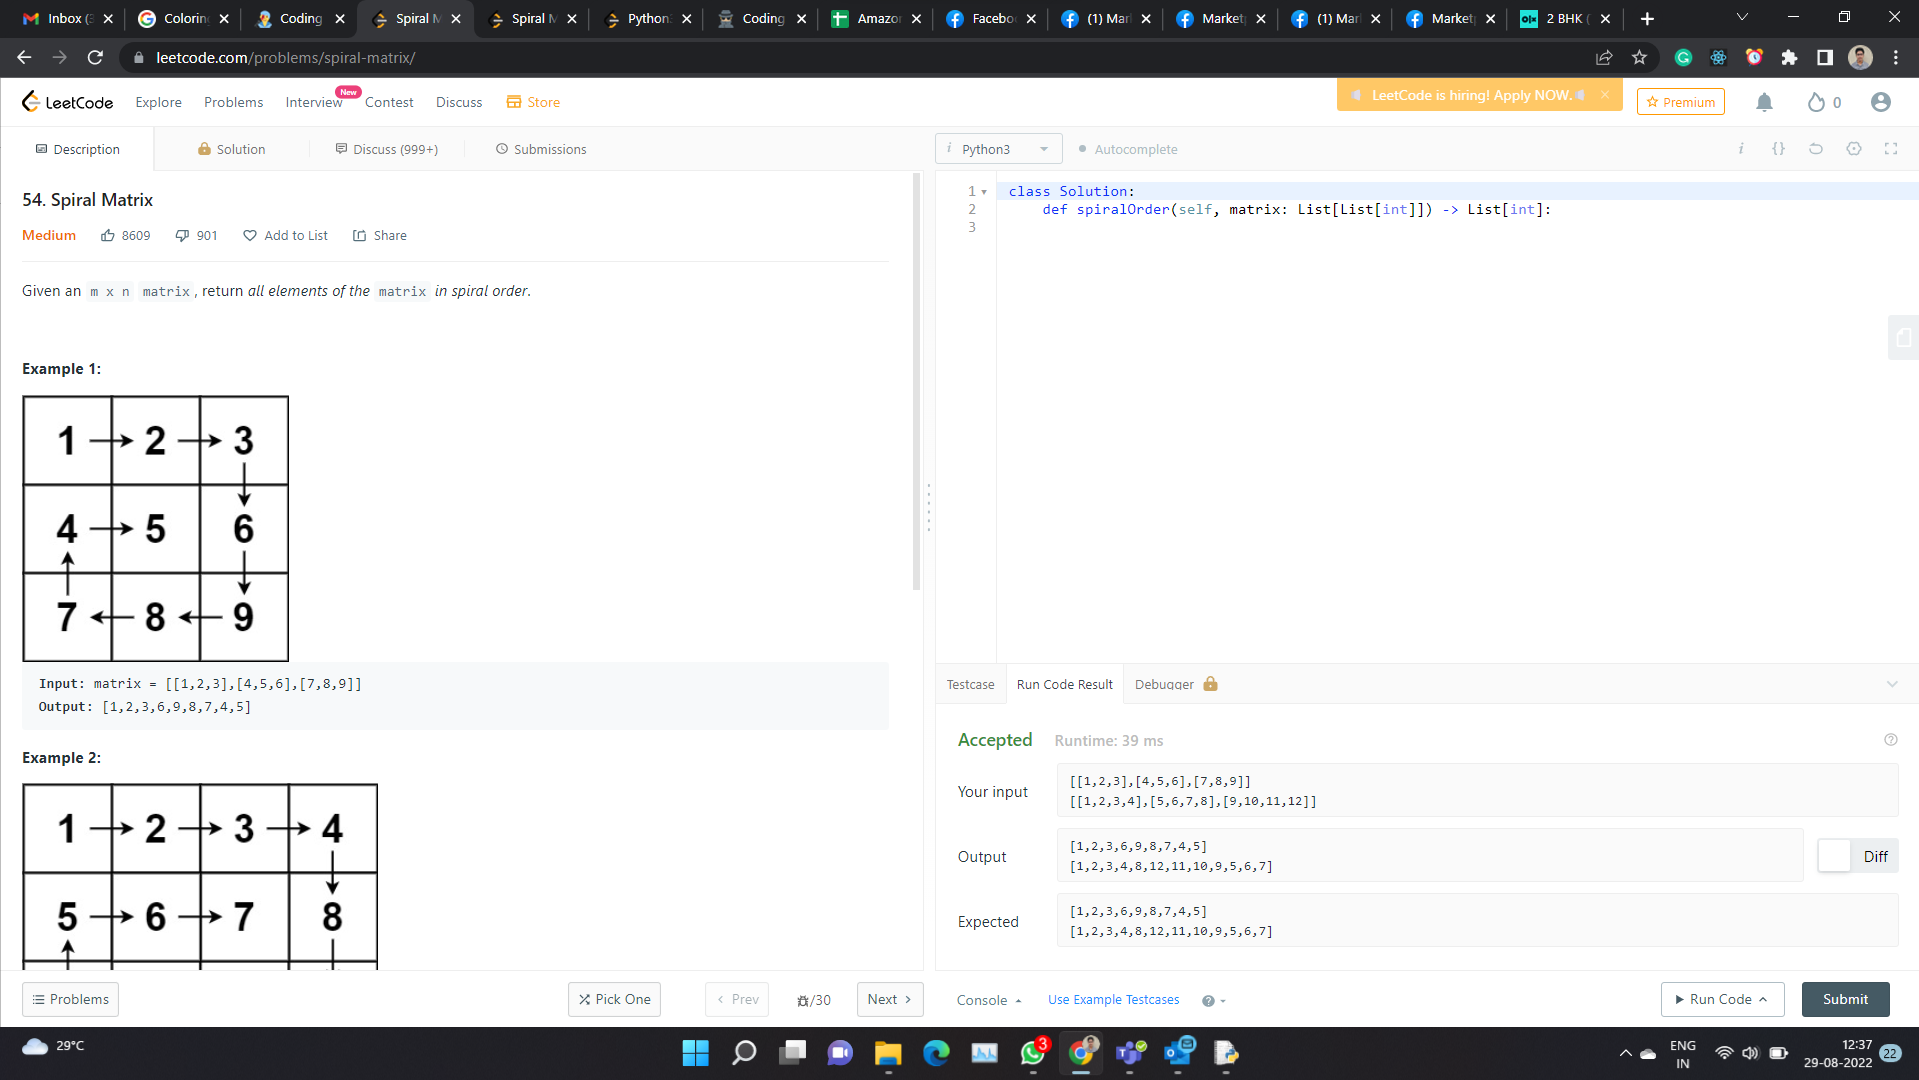 Inbox (3
Colorin
Coding
Spiral M
Spiral M
Python
Coding
Amazo
Facebo
(1) Mar
Market
(1) Mar
Market
OLX
2 BHK (
leetcode.com/problems/spiral-matrix/
LeetCode
Explore
Problems
Interview
New
Contest
Discuss
Store
LeetCode is hiring! Apply NOW.
Premium
0
Description
Solution
Discuss (999+)
Submissions
i Python3
Autocomplete
i
{}
54. Spiral Matrix
Medium
8609
901
Add to List
Share
Given an m x n matrix, return all elements of the matrix in spiral order.
Example 1:
1 2 3
4 5 6
7 8 9
Input: matrix = [[1,2,3],[4,5,6],[7,8,9]]
Output: [1,2,3,6,9,8,7,4,5]
Example 2:
1 2 3 4
5 6 7 8
1 class Solution:
2 def spiralOrder(self, matrix: List[List[int]]) -> List[int]:
3
Testcase
Run Code Result
Debugger
Accepted
Runtime: 39 ms
Your input
[[1,2,3],[4,5,6],[7,8,9]]
[[1,2,3,4],[5,6,7,8],[9,10,11,12]]
Output
[1,2,3,6,9,8,7,4,5]
[1,2,3,4,8,12,11,10,9,5,6,7]
Diff
Expected
[1,2,3,6,9,8,7,4,5]
[1,2,3,4,8,12,11,10,9,5,6,7]
Problems
Pick One
Prev
/30
Next
Console
Use Example Testcases
Run Code
Submit
29°C
3
ENG
IN
12:37
29-08-2022
22